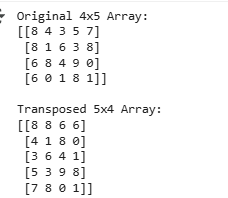 Original 4x5 Array:
[[8 4 3 5 7]
[8 1 6 3 8]
[6 8 4 9 0]
[6 0 1 8 1]]
Transposed 5x4 Array:
[[8 8 6 6]
[4 1 8 0]
[3 6 4 1]
[5 3 9 8]
[7 8 0 1]]